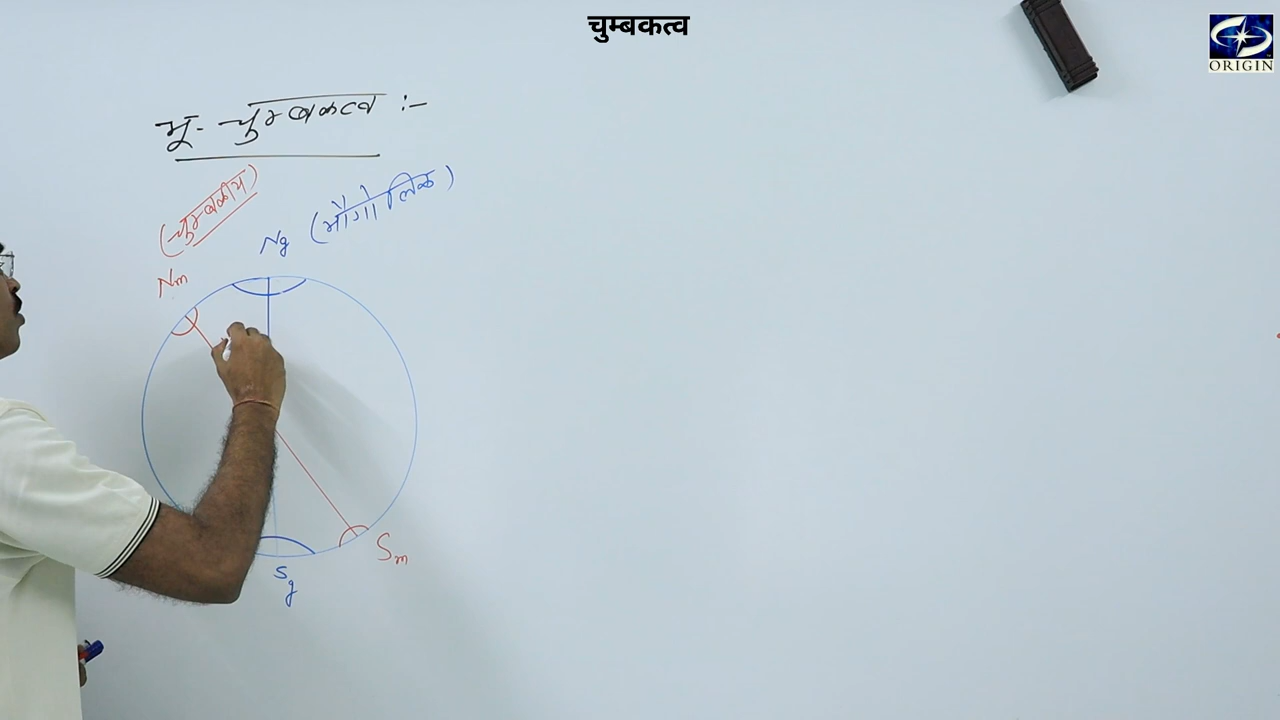 चुम्बकत्व
ORIGIN
भू- चुम्बकत्व :-
(चुम्बकीय)
(भौगोलिक)
Ng
Nm
Sm
Sg